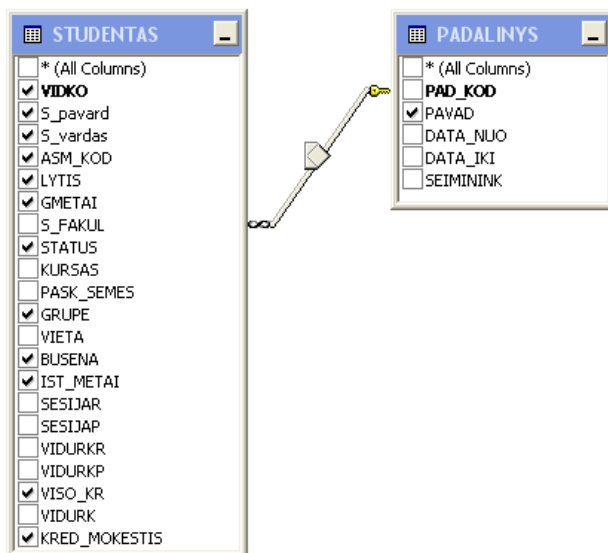 STUDENTAS
* (All Columns)
VIDKO
S_pavard
S_vardas
ASM_KOD
LYTIS
GMETAI
S_FAKUL
STATUS
KURSAS
PASK_SEMES
GRUPE
VIETA
BUSENA
IST_METAI
SESIJAR
SESIJAP
VIDURKR
VIDURKP
VISO_KR
VIDURK
KRED_MOKESTIS
PADALINYS
* (All Columns)
PAD_KOD
PAVAD
DATA_NUO
DATA_IKI
SEIMININK